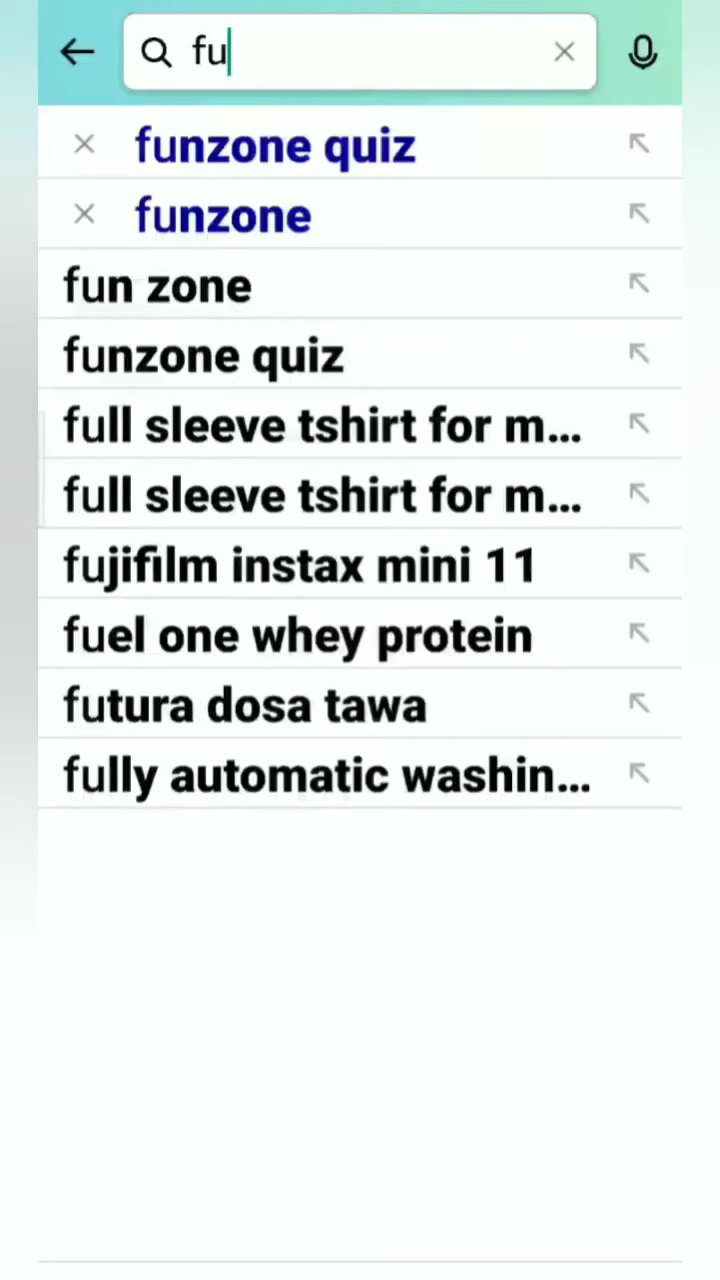 fu
funzone quiz
funzone
fun zone
funzone quiz
full sleeve tshirt for m...
full sleeve tshirt for m...
fujifilm instax mini 11
fuel one whey protein
futura dosa tawa
fully automatic washin...